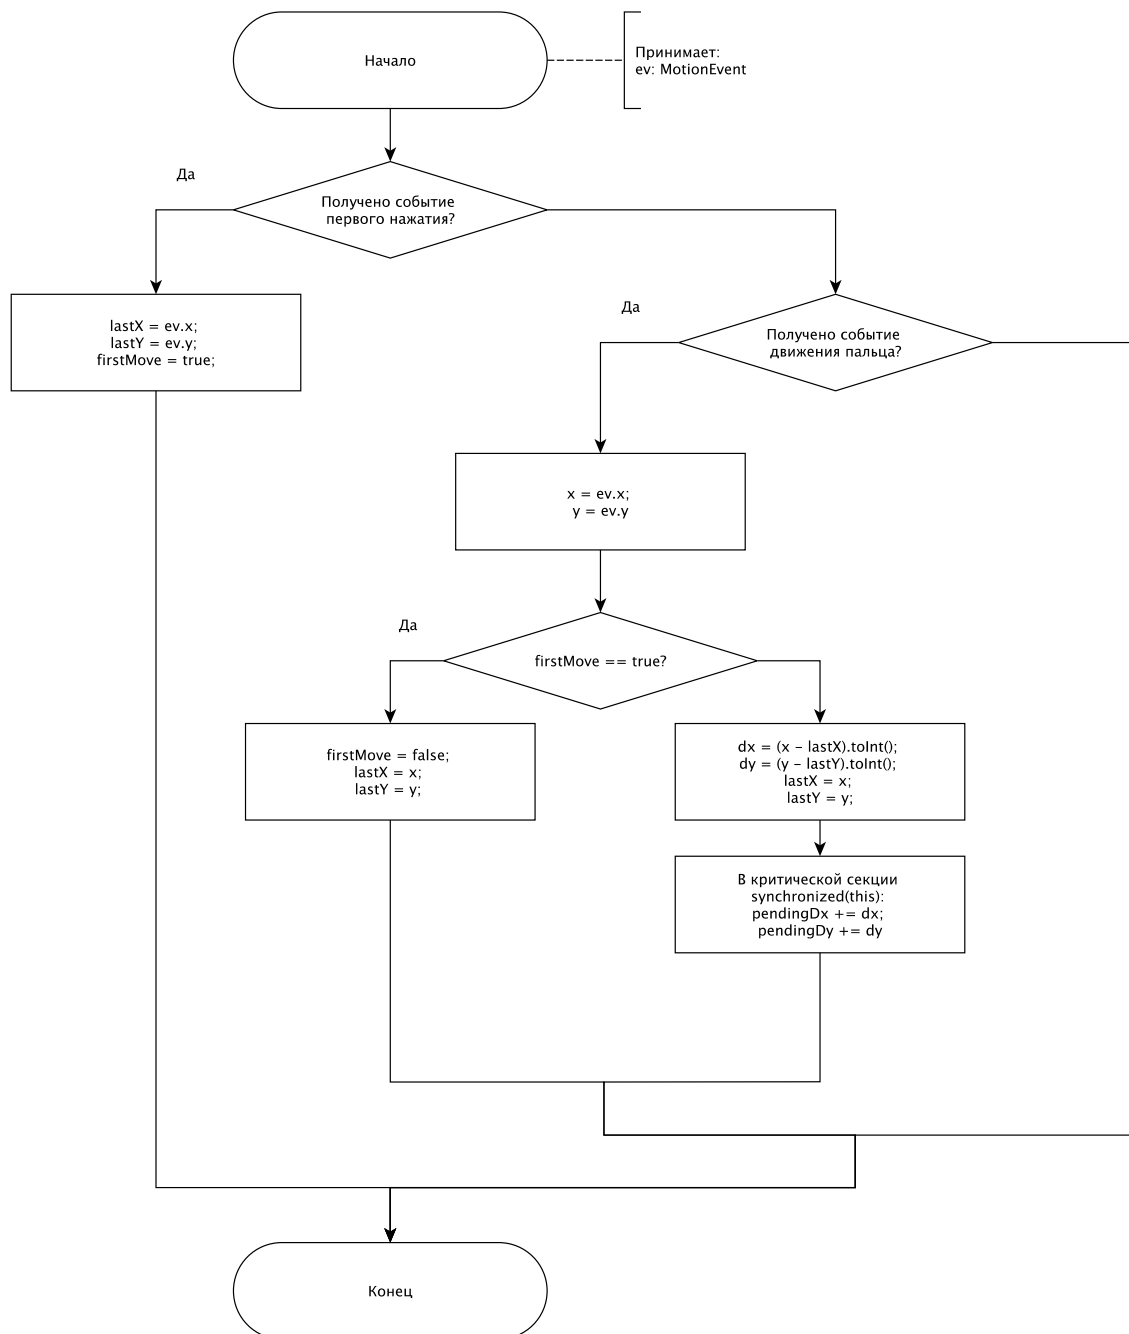 Начало
Принимает:
ev: MotionEvent
Да
Получено событие
первого нажатия?
lastX = ev.x;
lastY = ev.y;
firstMove = true;
Да
Получено событие
движения пальца?
x = ev.x;
y = ev.y
Да
firstMove == true?
firstMove = false;
lastX = x;
lastY = y;
dx = (x – lastX).toInt();
dy = (y – lastY).toInt();
lastX = x;
lastY = y;
В критической секции
synchronized(this):
pendingDx += dx;
pendingDy += dy
Конец